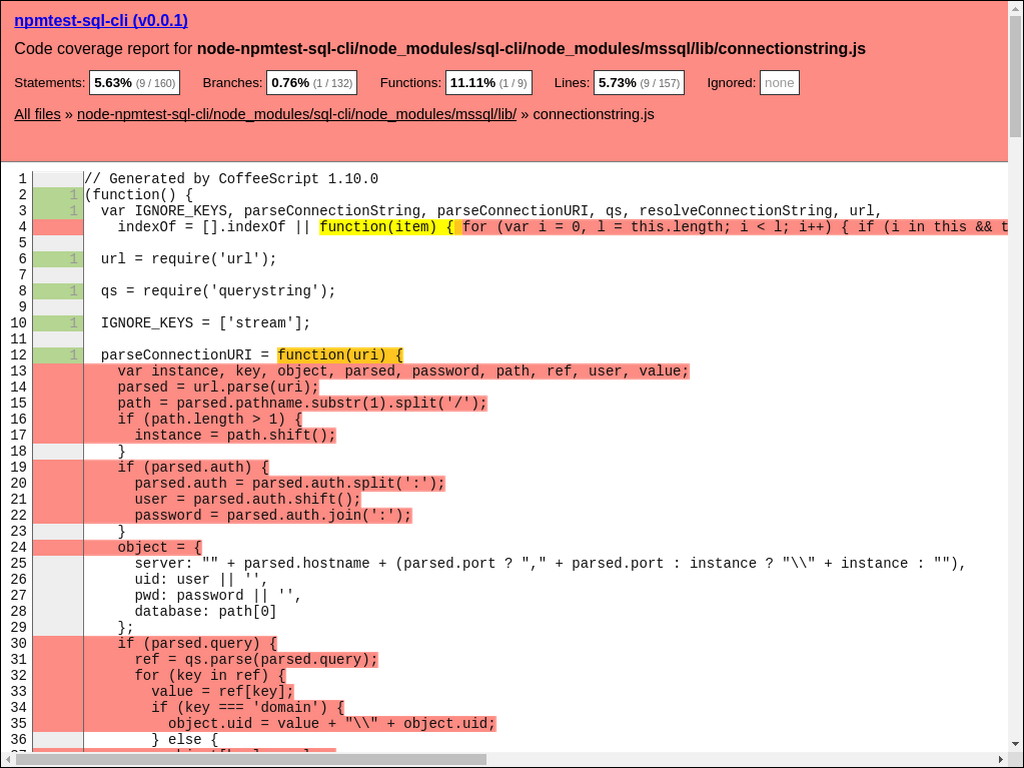 npmtest-sql-cli (v0.0.1)
Code coverage report for node-npmtest-sql-cli/node_modules/sql-cli/node_modules/mssql/lib/connectionstring.js
Statements: 5.63% (9 / 160) Branches: 0.76% (1 / 132) Functions: 11.11% (1 / 9) Lines: 5.73% (9 / 157) Ignored: none
All files » node-npmtest-sql-cli/node_modules/sql-cli/node_modules/mssql/lib/ » connectionstring.js
1 // Generated by CoffeeScript 1.10.0
2 1 (function() {
3 1 var IGNORE_KEYS, parseConnectionString, parseConnectionURI, qs, resolveConnectionString, url,
4 indexOf = [].indexOf || function(item) { for (var i = 0, l = this.length; i < l; i++) { if (i in this && t
5
6 1 url = require('url');
7
8 1 qs = require('querystring');
9
10 1 IGNORE_KEYS = ['stream'];
11
12 1 parseConnectionURI = function(uri) {
13 var instance, key, object, parsed, password, path, ref, user, value;
14 parsed = url.parse(uri);
15 path = parsed.pathname.substr(1).split('/');
16 if (path.length > 1) {
17 instance = path.shift();
18 }
19 if (parsed.auth) {
20 parsed.auth = parsed.auth.split(':');
21 user = parsed.auth.shift();
22 password = parsed.auth.join(':');
23 }
24 object = {
25 server: "" + parsed.hostname + (parsed.port ? "," + parsed.port : instance ? "\\" + instance : ""),
26 uid: user || '',
27 pwd: password || '',
28 database: path[0]
29 };
30 if (parsed.query) {
31 ref = qs.parse(parsed.query);
32 for (key in ref) {
33 value = ref[key];
34 if (key === 'domain') {
35 object.uid = value + "\\" + object.uid;
36 } else {